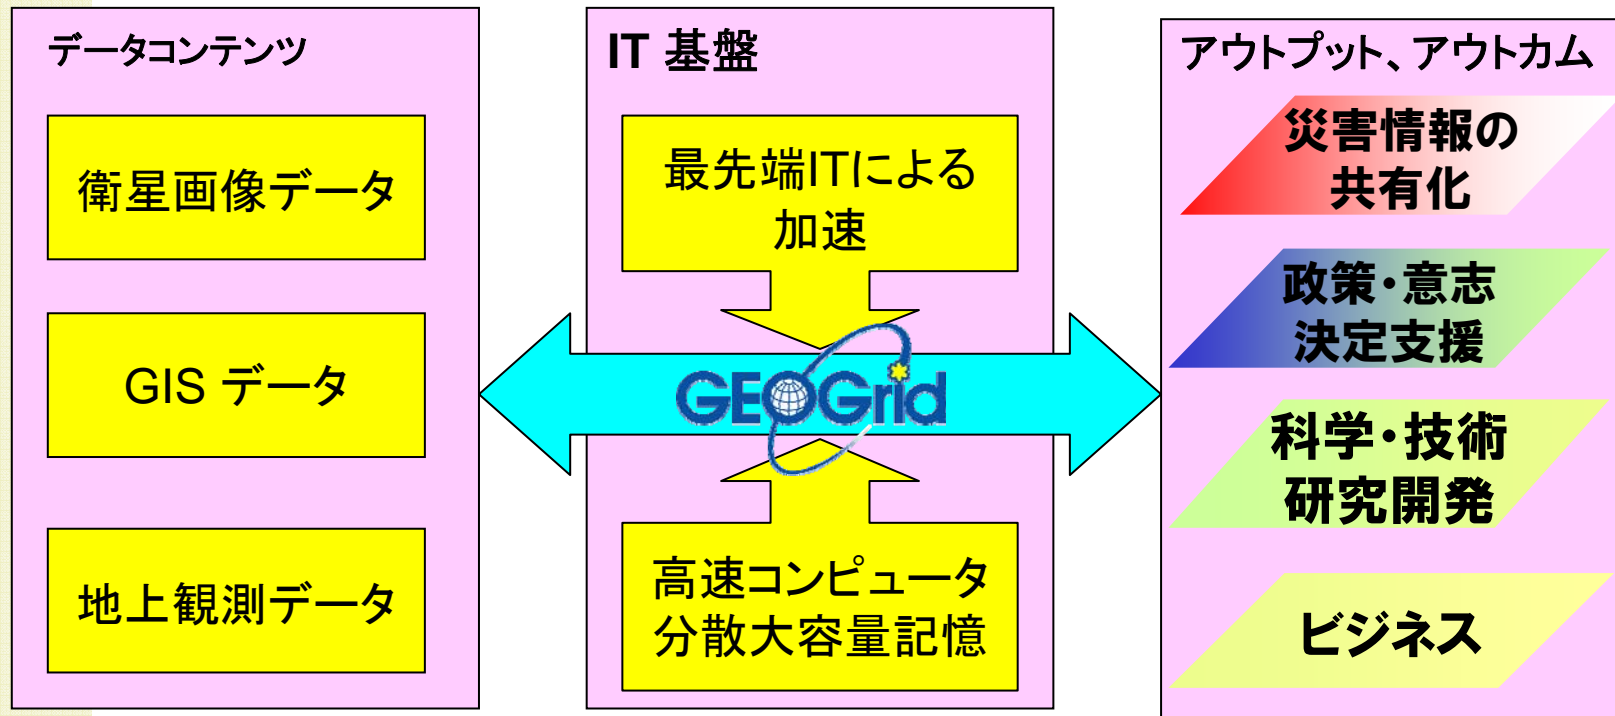 データコンテンツ
衛星画像データ
GIS データ
地上観測データ
IT 基盤
最先端ITによる
加速
GEOGrid
高速コンピュータ
分散大容量記憶
アウトプット、アウトカム
災害情報の
共有化
政策・意志
決定支援
科学・技術
研究開発
ビジネス